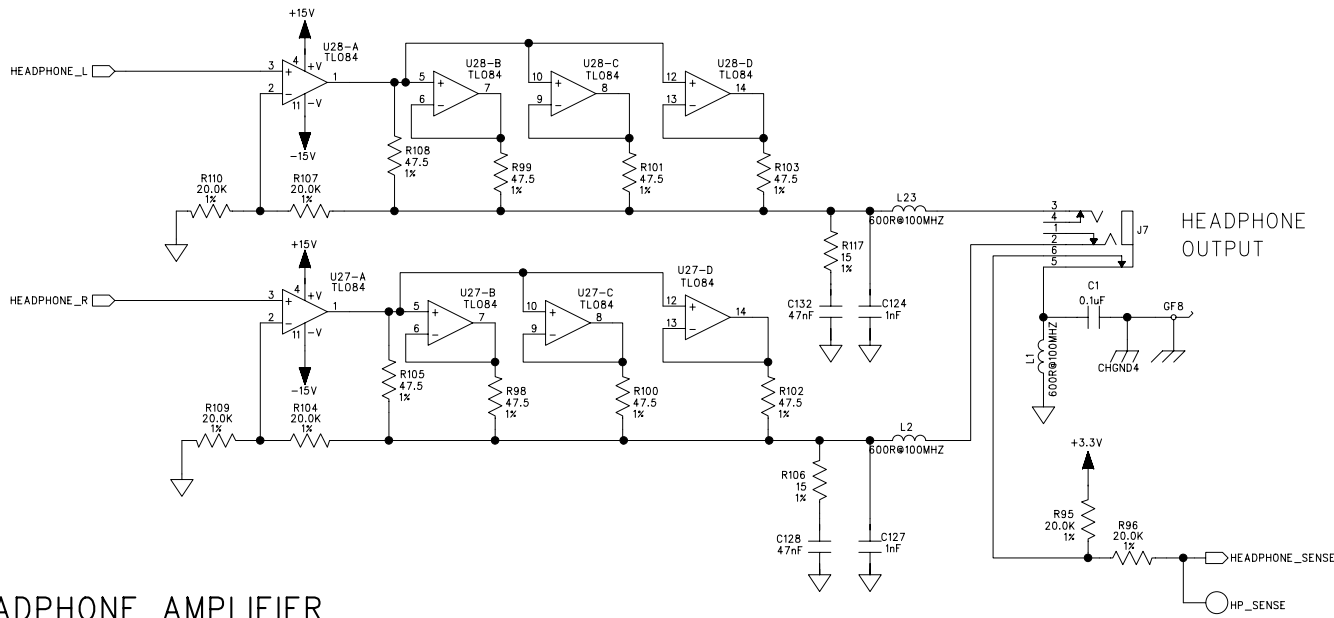 +15V
U28-A
TL084
HEADPHONE_L
3
4
+V
1
2
11
-V
-15V
U28-B
TL084
5
6
7
U28-C
TL084
10
9
8
U28-D
TL084
12
13
14
R108
47.5
1%
R99
47.5
1%
R101
47.5
1%
R103
47.5
1%
R110
20.0K
1%
R107
20.0K
1%
L23
600R@100MHZ
R117
15
1%
C132
47nF
C124
1nF
3
4
1
2
6
5
J7
HEADPHONE
OUTPUT
+15V
U27-A
TL084
HEADPHONE_R
3
4
+V
1
2
11
-V
-15V
U27-B
TL084
5
6
7
U27-C
TL084
10
9
8
U27-D
TL084
12
13
14
R105
47.5
1%
R98
47.5
1%
R100
47.5
1%
R102
47.5
1%
R109
20.0K
1%
R104
20.0K
1%
L2
600R@100MHZ
R106
15
1%
C128
47nF
C127
1nF
C1
0.1uF
GF8
CHGND4
L1
600R@100MHZ
+3.3V
R95
20.0K
1%
R96
20.0K
1%
HEADPHONE_SENSE
HP_SENSE
ADPHONE AMPLIFIER